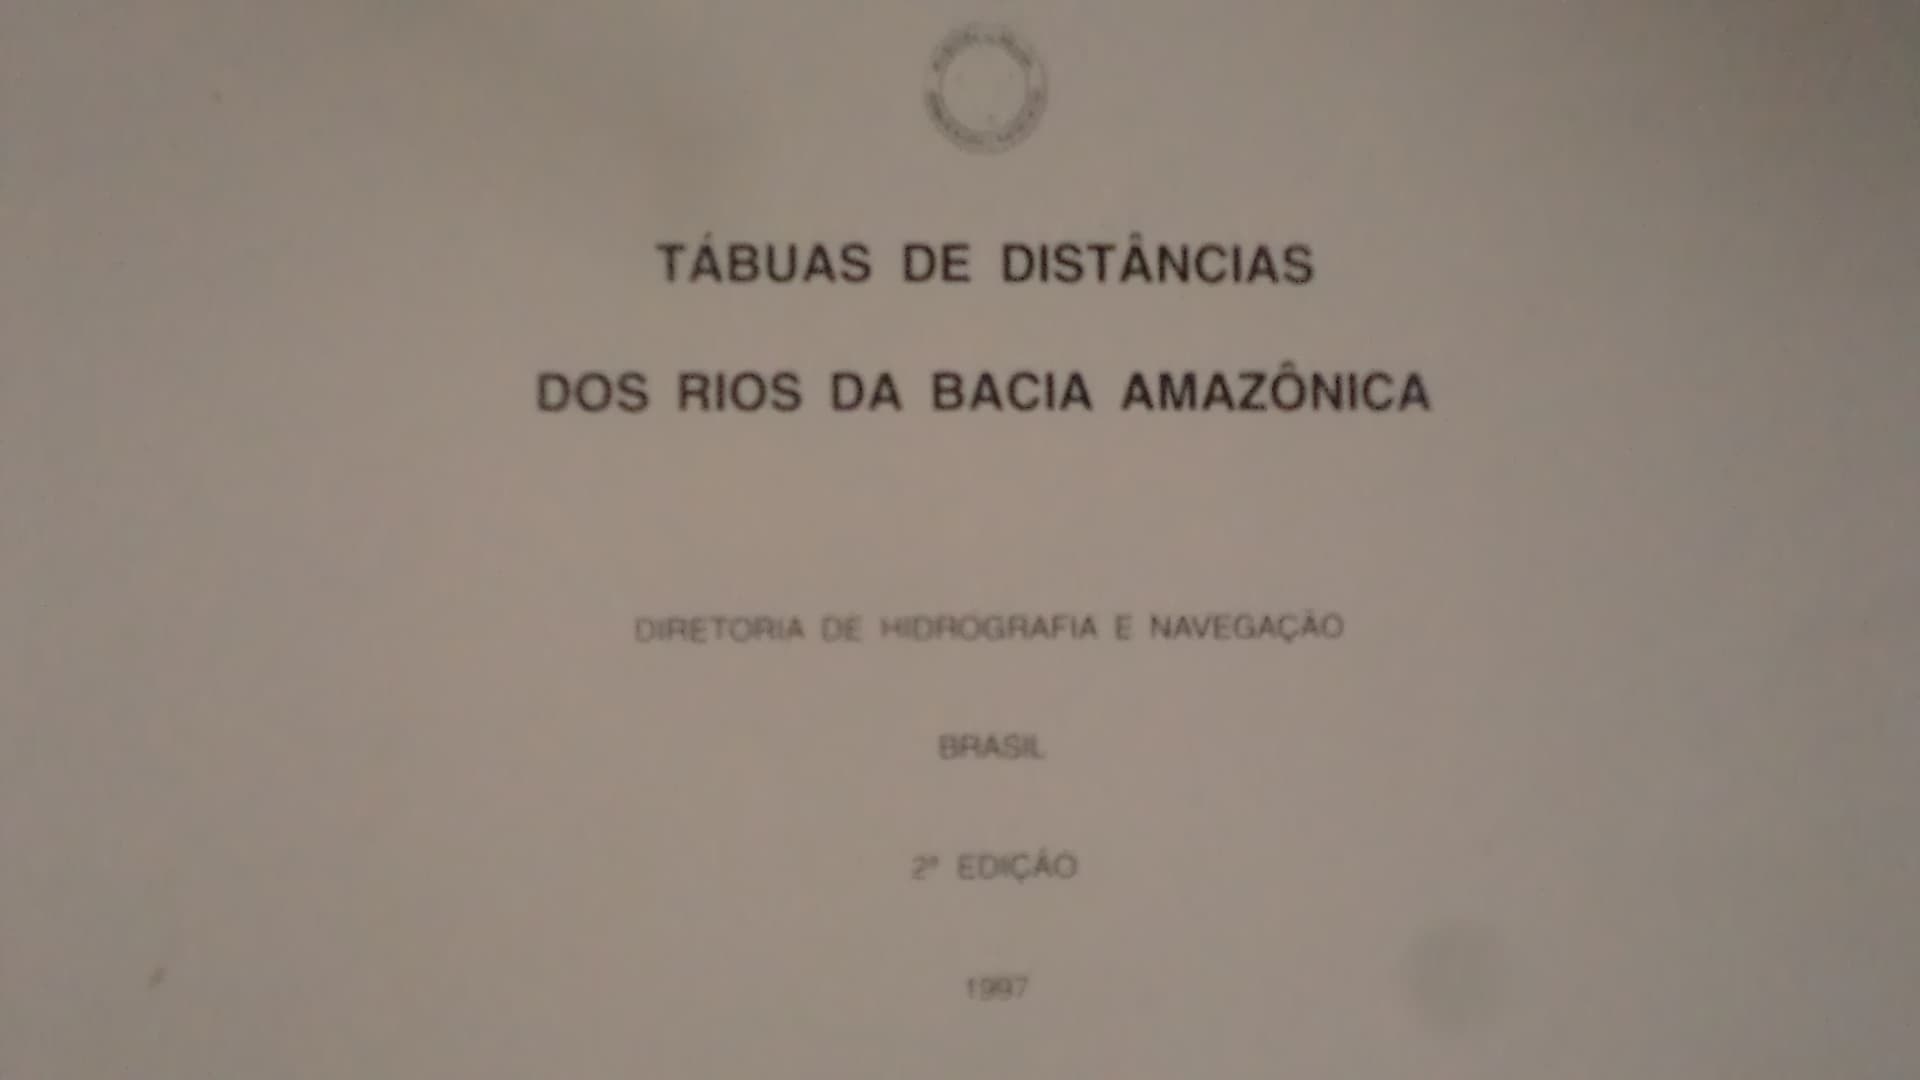 TÁBUAS DE DISTÂNCIAS
DOS RIOS DA BACIA AMAZÔNICA
DIRETORIA DE HIDROGRAFIA E NAVEGAÇÃO
BRASIL
2ª EDIÇÃO
1997